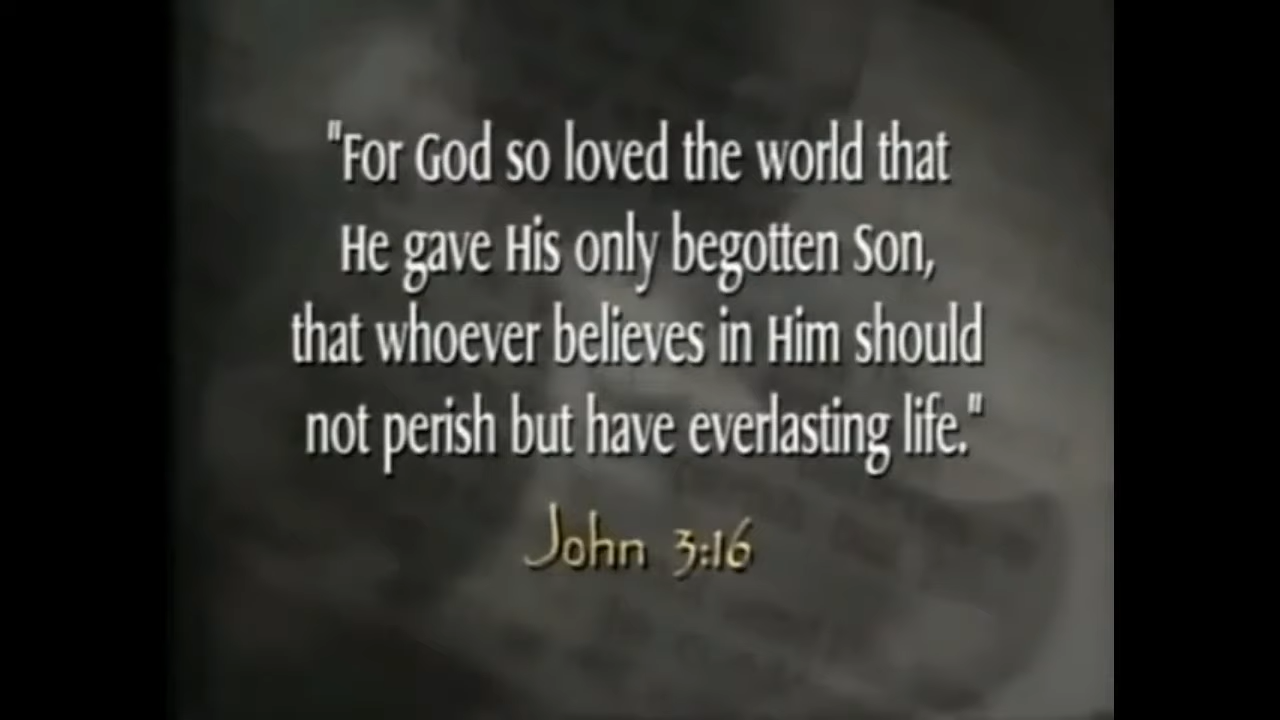 "For God so loved the world that
He gave His only begotten Son,
that whoever believes in Him should
not perish but have everlasting life."
John 3:16